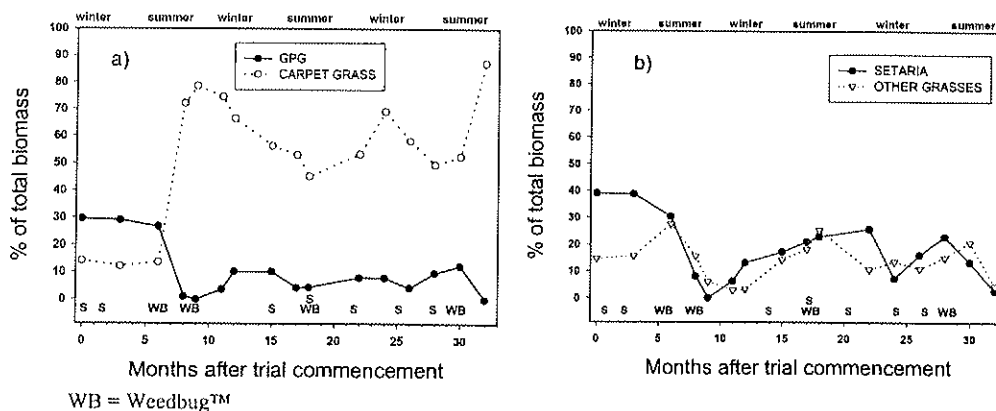 winter summer winter summer winter summer
a)
GPG
CARPET GRASS
% of total biomass
100
90
80
70
60
50
40
30
20
10
0
S S WB WB S S WB S S S WB
0 5 10 15 20 25 30
Months after trial commencement
WB = Weedbug™
winter summer winter summer winter summer
b)
SETARIA
OTHER GRASSES
% of total biomass
100
90
80
70
60
50
40
30
20
10
0
S S WB WB S S WB S S S WB
0 5 10 15 20 25 30
Months after trial commencement